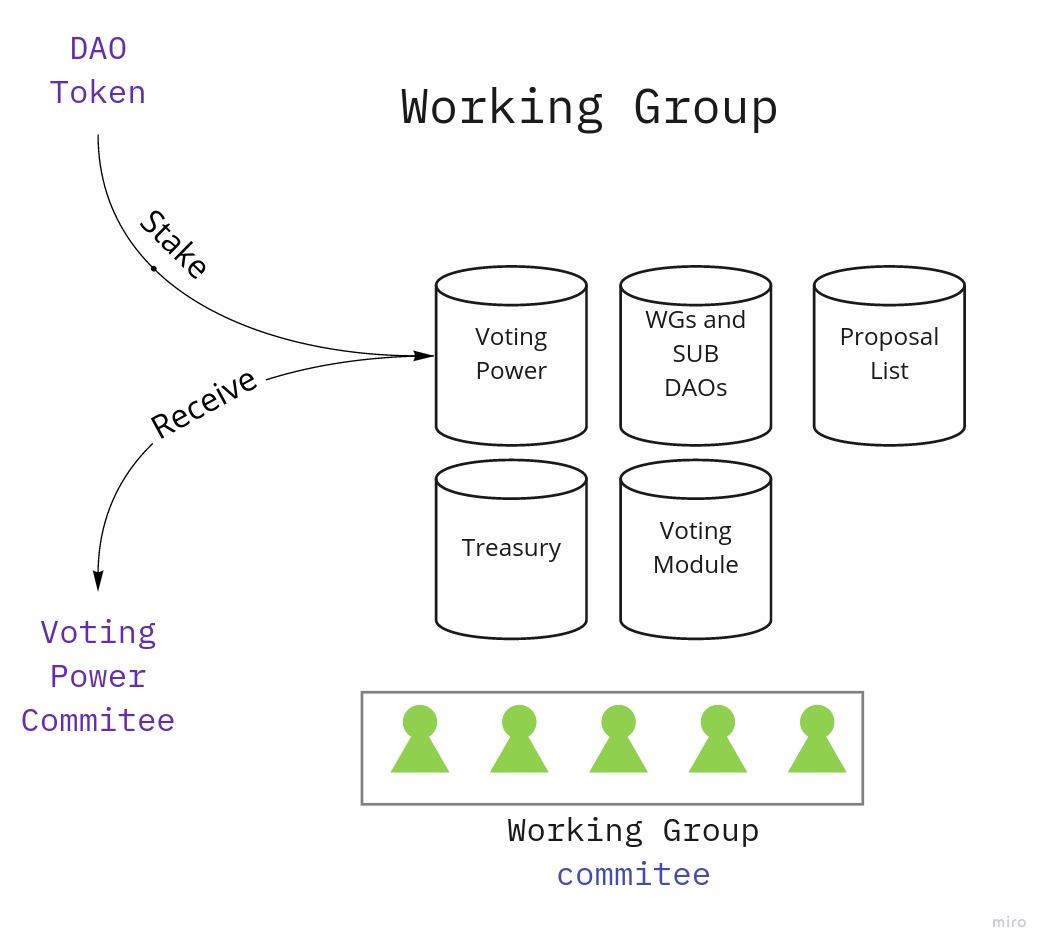 DAO
Token
Working Group
Stake
Voting
Power
WGs and
SUB
DAOs
Proposal
List
Receive
Treasury
Voting
Module
Voting
Power
Commitee
Working Group
commitee
miro